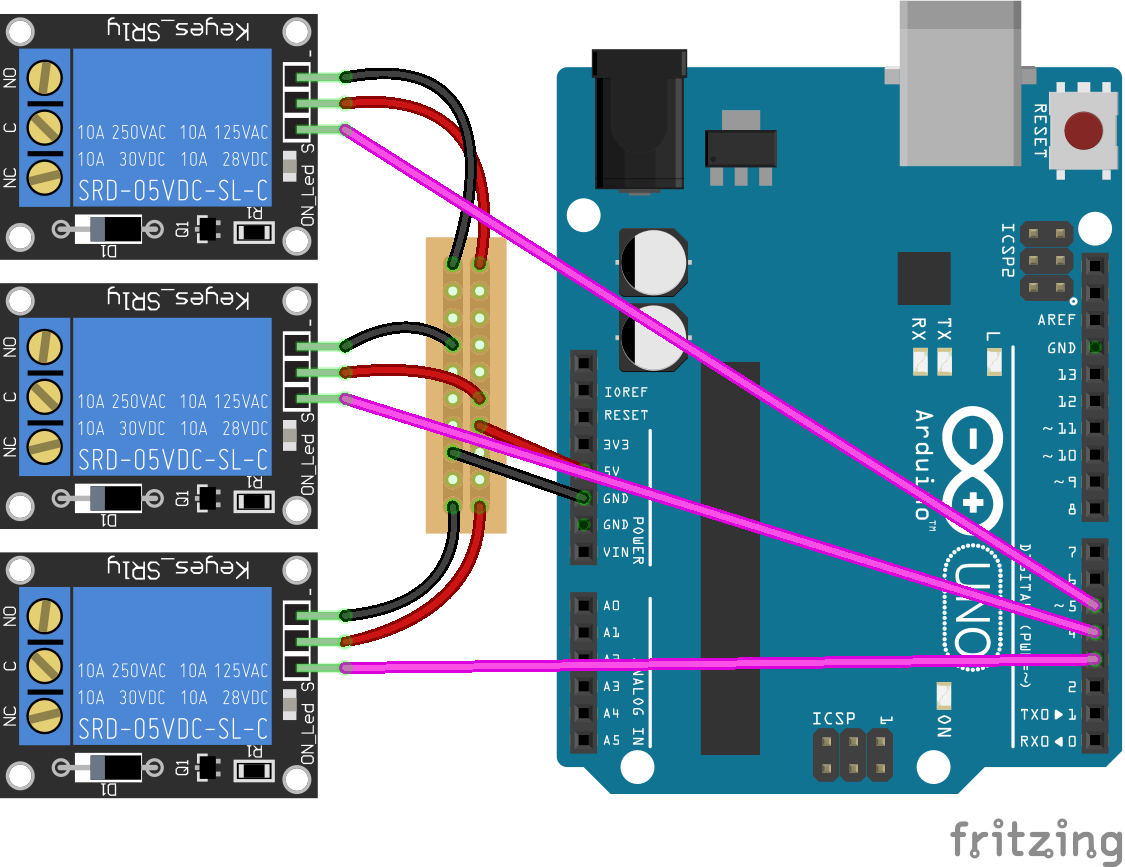 Keyes_SRly
-
NO
C
NC
10A 250VAC 10A 125VAC
10A 30VDC 10A 28VDC
SRD-05VDC-SL-C
S
ON_Led
D1
Q1
R1
Keyes_SRly
-
NO
C
NC
10A 250VAC 10A 125VAC
10A 30VDC 10A 28VDC
SRD-05VDC-SL-C
S
ON_Led
D1
Q1
R1
Keyes_SRly
-
NO
C
NC
10A 250VAC 10A 125VAC
10A 30VDC 10A 28VDC
SRD-05VDC-SL-C
S
ON_Led
D1
Q1
R1
RESET
ICSP2
AREF
GND
13
12
~11
~10
~9
8
RX
TX
L
IOREF
RESET
3V3
5V
GND
GND
VIN
POWER
Arduino™
UNO
7
6
~5
4
2
TX0▶1
RX0◀0
DIGITAL (PWM=~)
A0
A1
A2
A3
A4
A5
ANALOG IN
ICSP 1
ON
fritzing